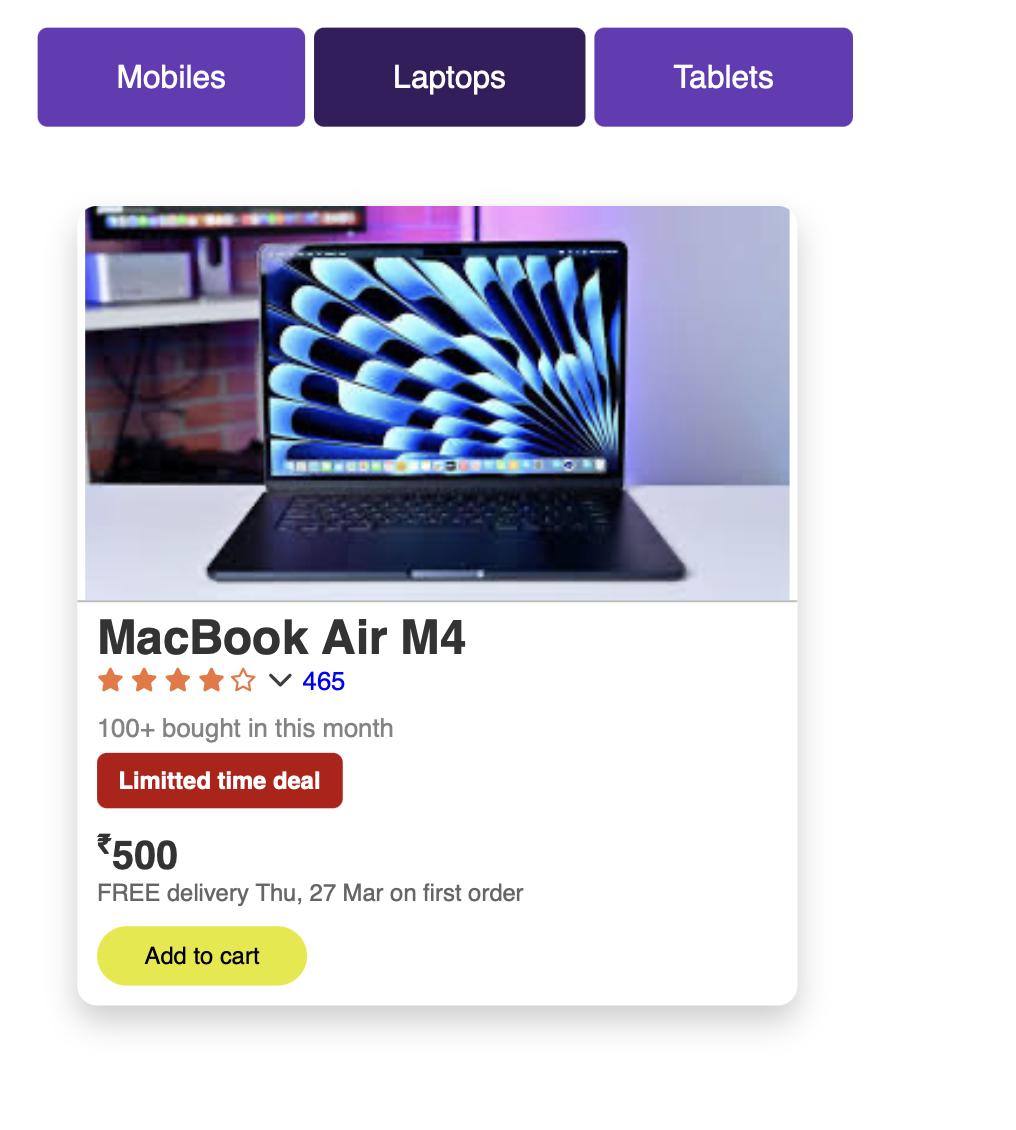 Mobiles
Laptops
Tablets
MacBook Air M4
465
100+ bought in this month
Limitted time deal
₹500
FREE delivery Thu, 27 Mar on first order
Add to cart